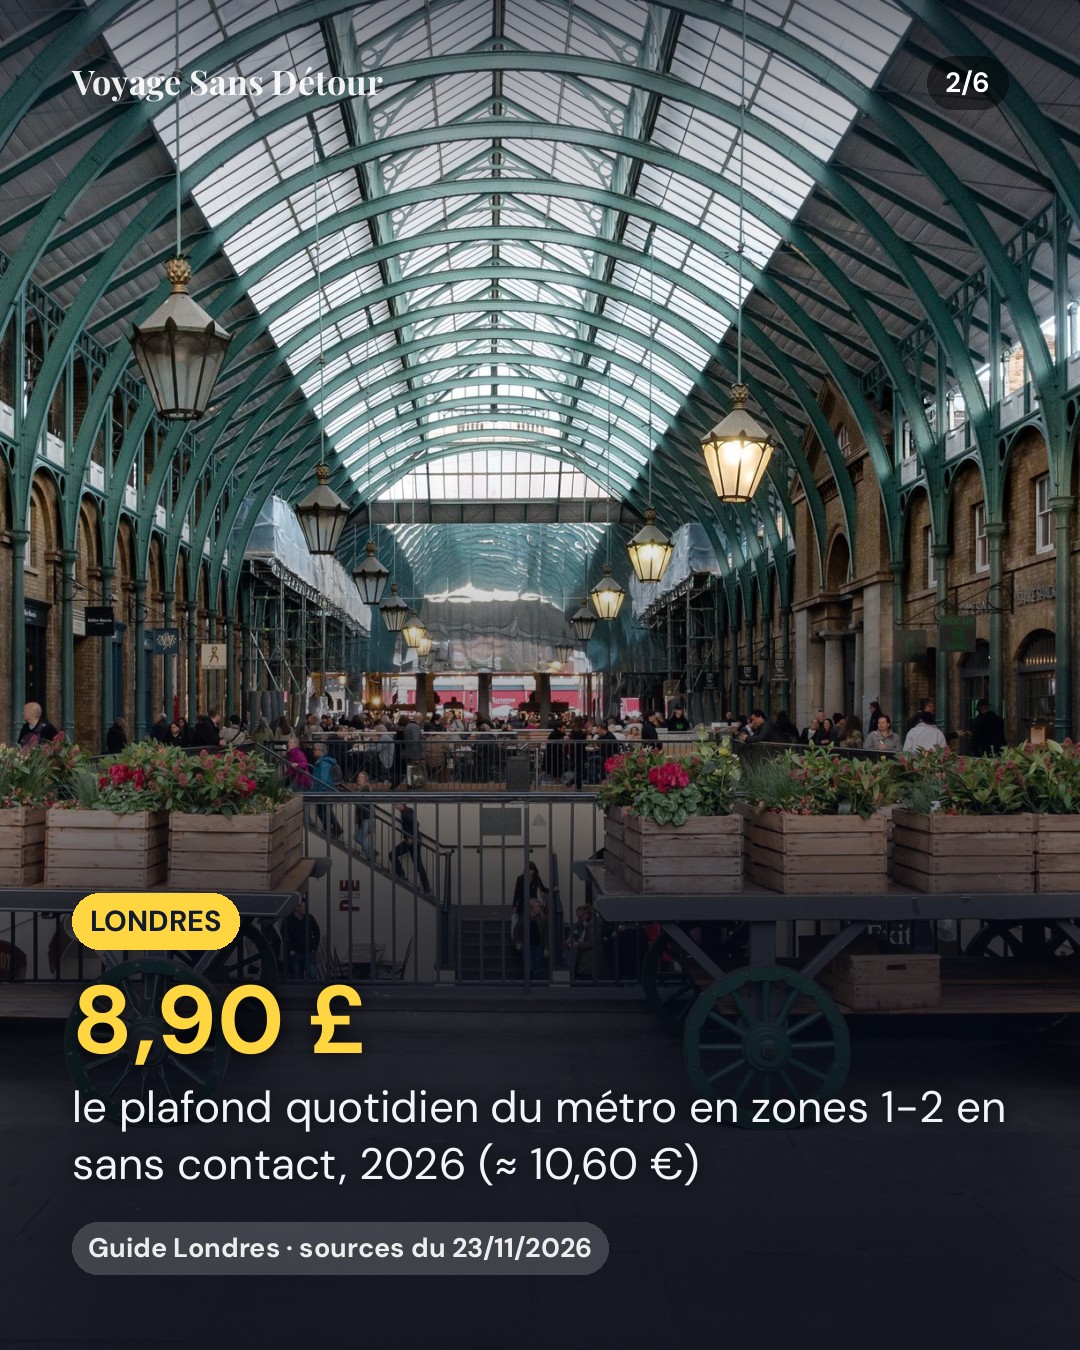 Voyage Sans Détour
2/6
LONDRES
8,90 £
le plafond quotidien du métro en zones 1-2 en
sans contact, 2026 (≈ 10,60 €)
Guide Londres · sources du 23/11/2026